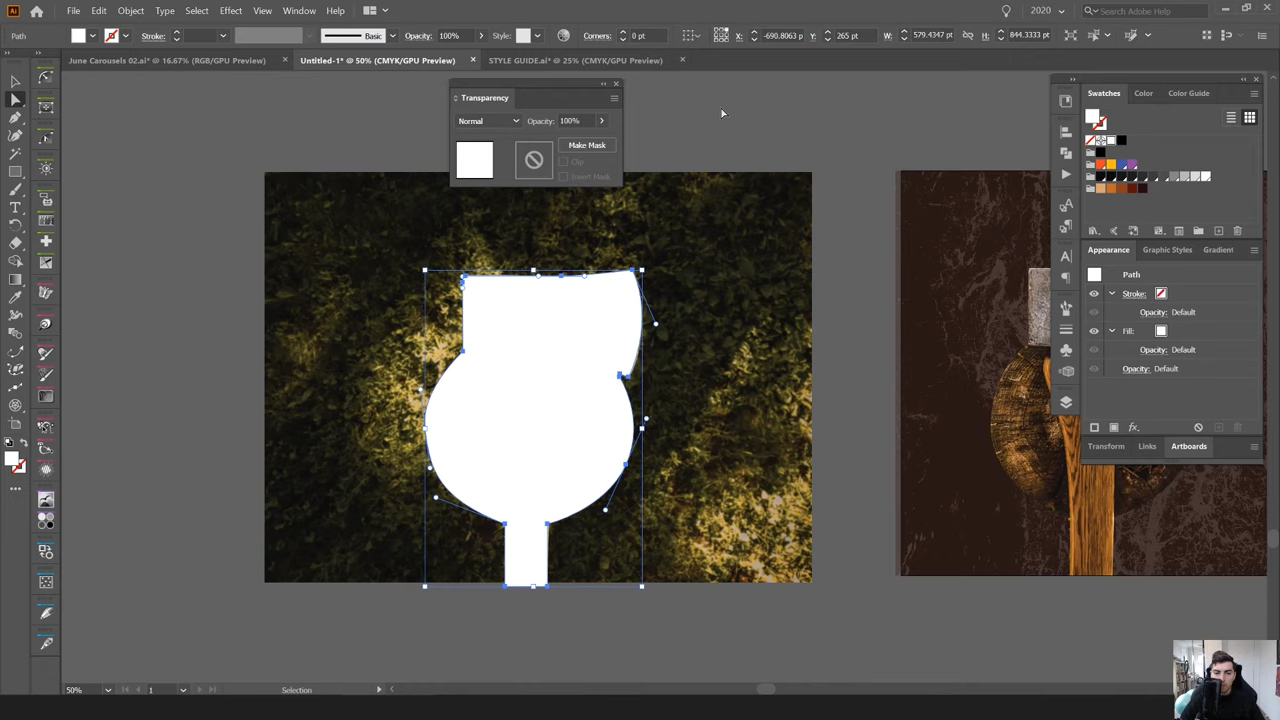 Ai File Edit Object Type Select Effect View Window Help 2020 Search Adobe Help
Path Stroke: Basic Opacity: 100% Style: Corners: 0 pt X: -690.8063 p Y: 265 pt W: 579.4347 pt H: 844.3333 pt
June Carousels 02.ai* @ 16.67% (RGB/GPU Preview) Untitled-1* @ 50% (CMYK/GPU Preview) STYLE GUIDE.ai* @ 25% (CMYK/GPU Preview)
Transparency
Normal Opacity: 100%
Make Mask
Clip
Invert Mask
Swatches Color Color Guide
Appearance Graphic Styles Gradient
Path
Stroke:
Opacity: Default
Fill:
Opacity: Default
Opacity: Default
fx.
Transform Links Artboards
50% 1 Selection